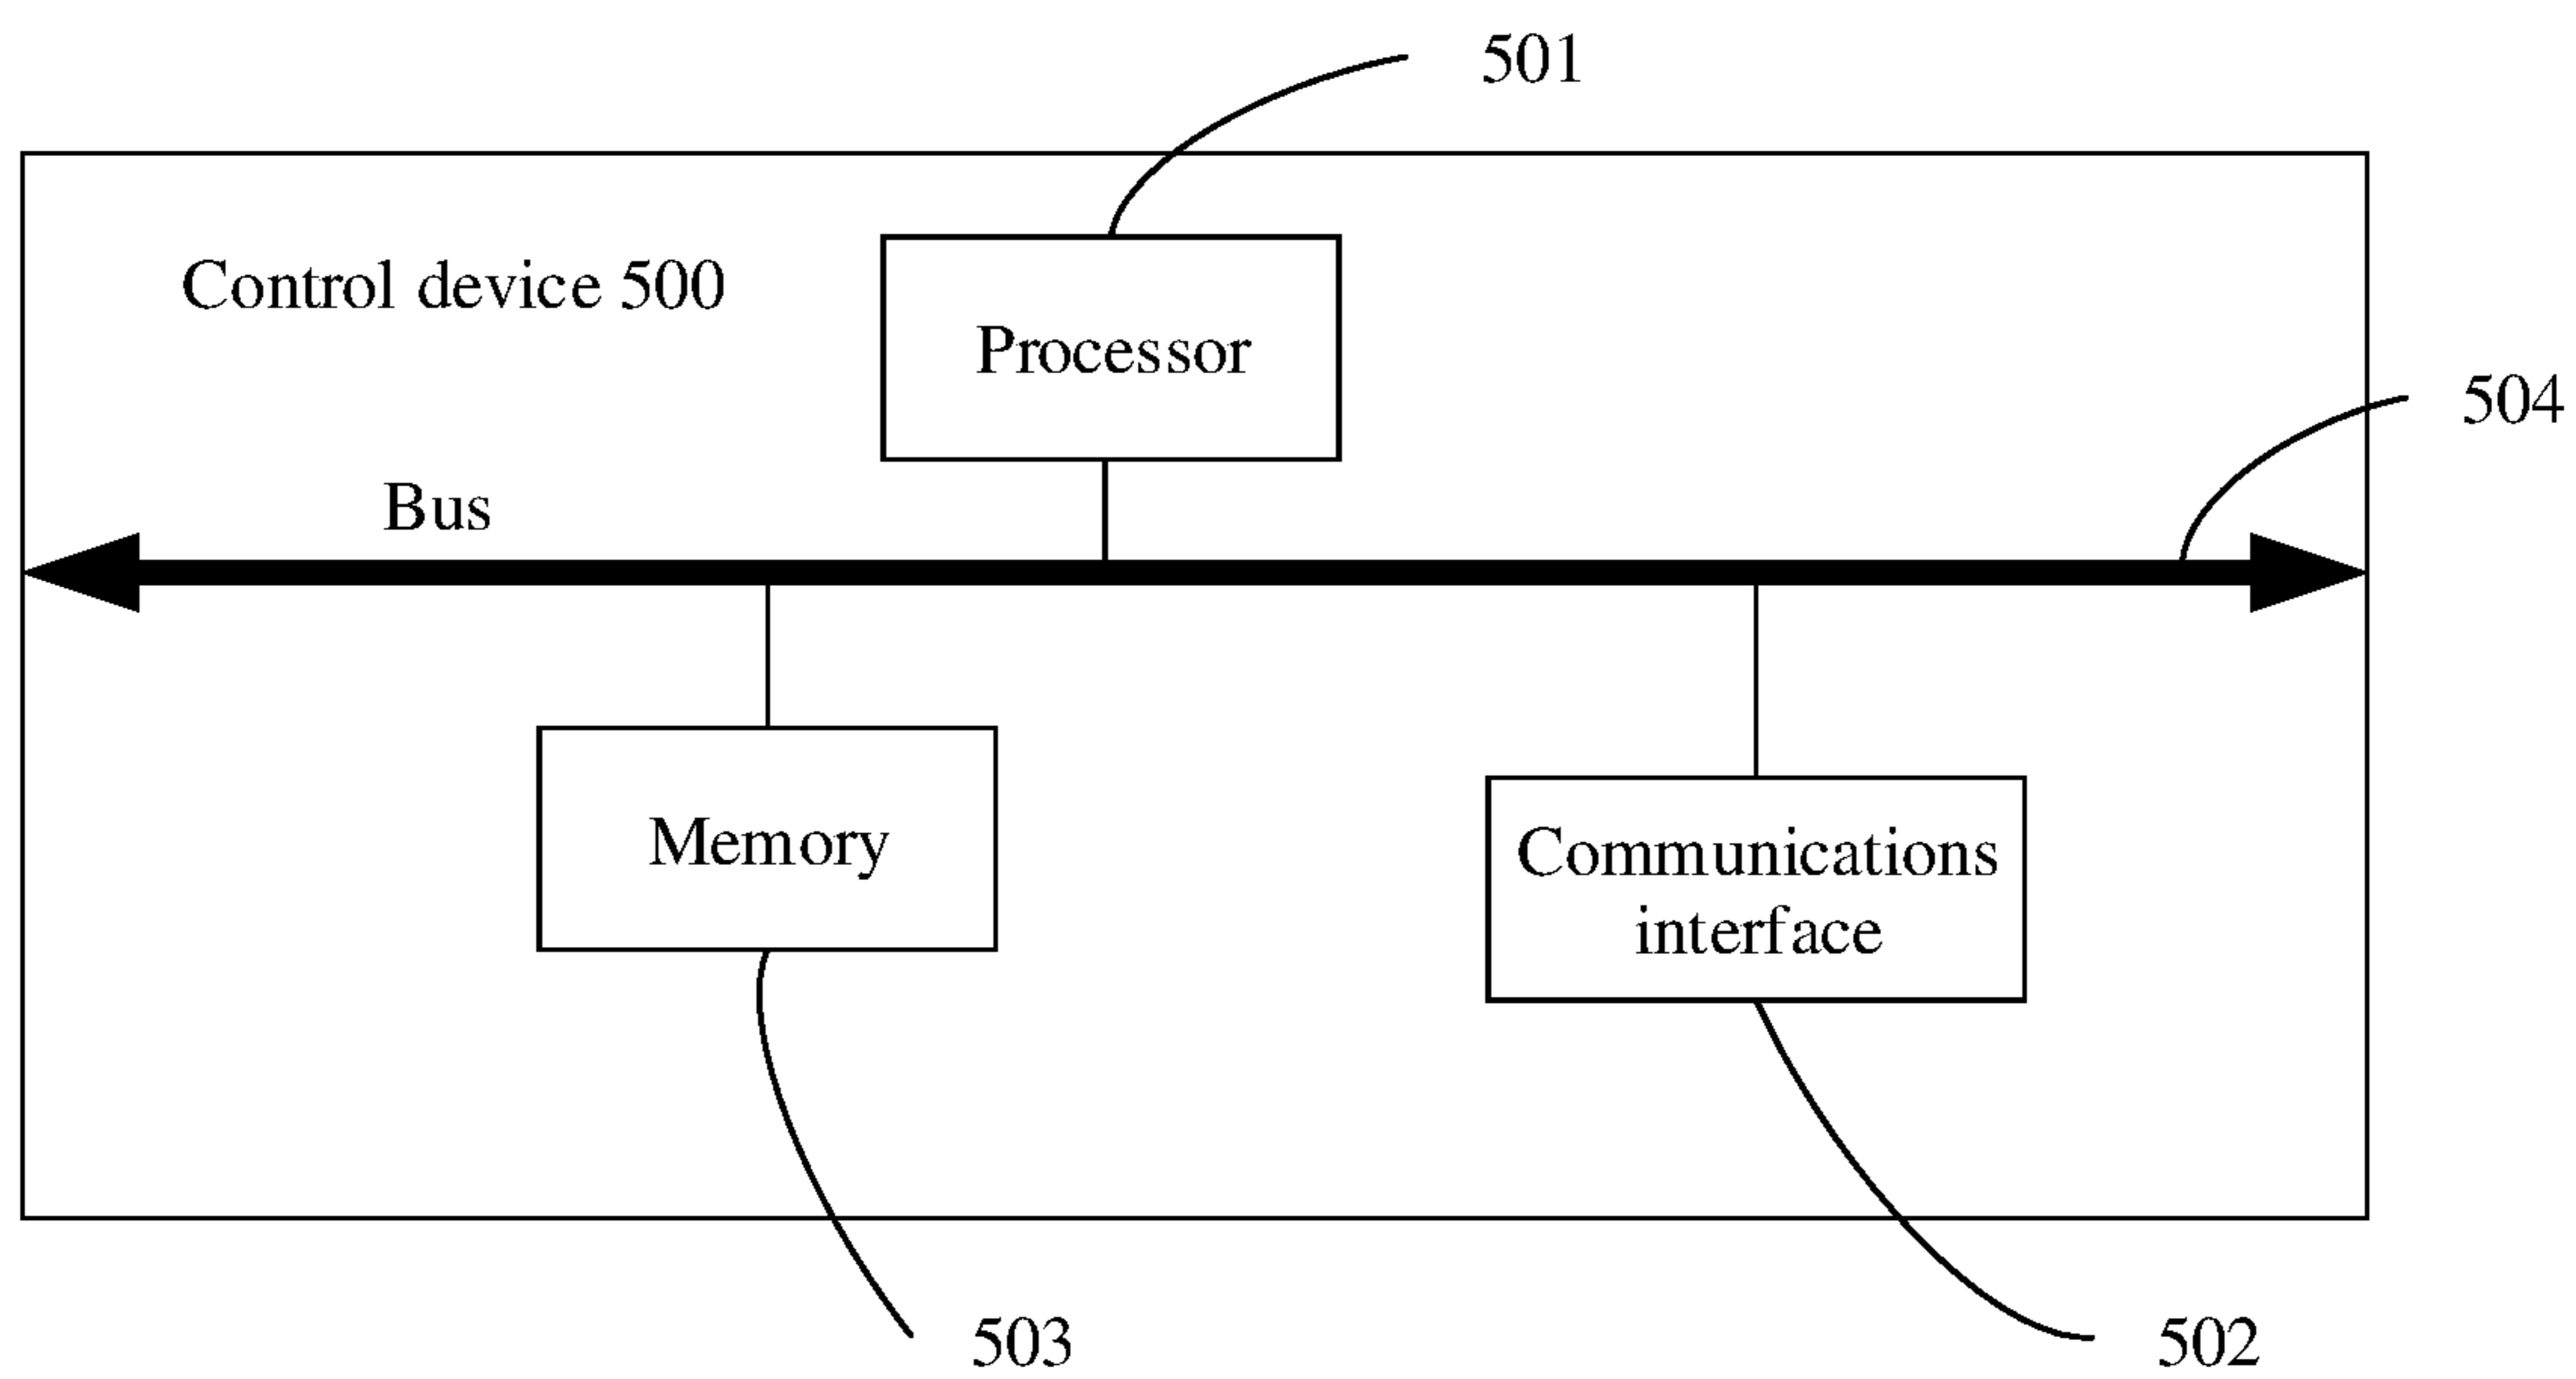 501
Control device 500
Processor
504
Bus
Memory
Communications
interface
503
502